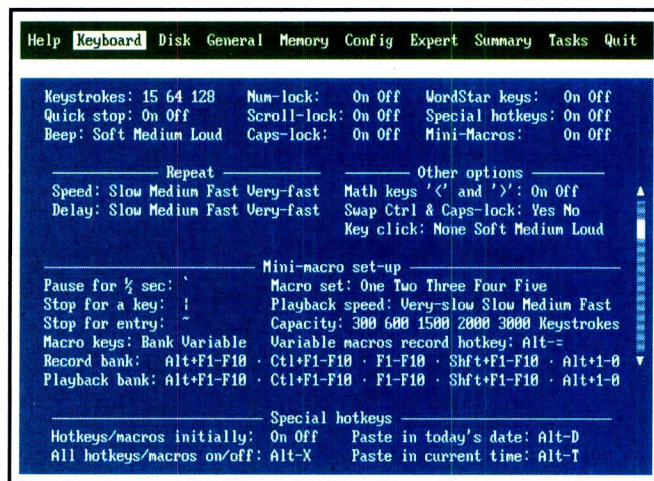 Help Keyboard Disk General Memory Config Expert Summary Tasks Quit
Keystrokes: 15 64 128 Num-lock: On Off WordStar keys: On Off
Quick stop: On Off Scroll-lock: On Off Special hotkeys: On Off
Beep: Soft Medium Loud Caps-lock: On Off Mini-Macros: On Off
Repeat Other options
Speed: Slow Medium Fast Very-fast Math keys '<' and '>': On Off
Delay: Slow Medium Fast Very-fast Swap Ctrl & Caps-lock: Yes No
Key click: None Soft Medium Loud
Mini-macro set-up
Pause for ½ sec: ` Macro set: One Two Three Four Five
Stop for a key: ¦ Playback speed: Very-slow Slow Medium Fast
Stop for entry: ~ Capacity: 300 600 1500 2000 3000 Keystrokes
Macro keys: Bank Variable Variable macros record hotkey: Alt-=
Record bank: Alt+F1-F10 · Ctl+F1-F10 · F1-F10 · Shft+F1-F10 · Alt+1-0
Playback bank: Alt+F1-F10 · Ctl+F1-F10 · F1-F10 · Shft+F1-F10 · Alt+1-0
Special hotkeys
Hotkeys/macros initially: On Off Paste in today's date: Alt-D
All hotkeys/macros on/off: Alt-X Paste in current time: Alt-T